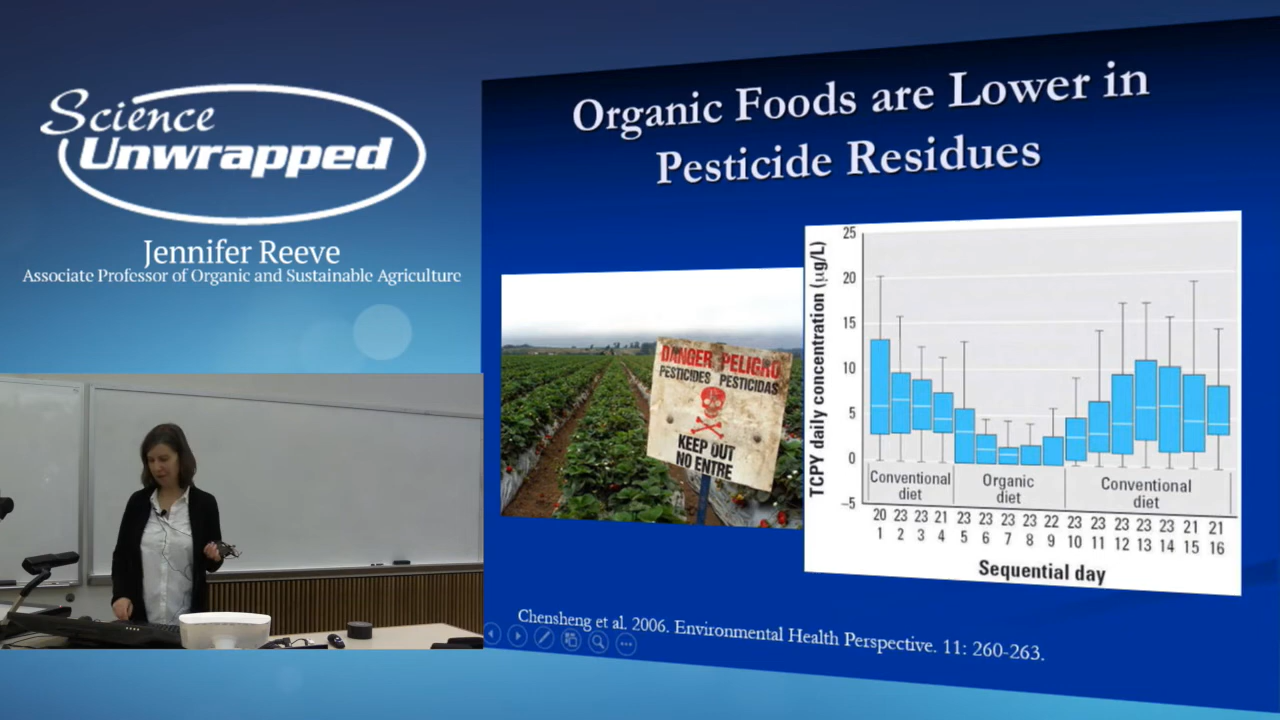 Science
Unwrapped
Jennifer Reeve
Associate Professor of Organic and Sustainable Agriculture
Organic Foods are Lower in
Pesticide Residues
DANGER PELIGRO
PESTICIDES PESTICIDAS
KEEP OUT
NO ENTRE
TCPY daily concentration (µg/L)
25
20
15
10
5
0
–5
Conventional
diet
Organic
diet
Conventional
diet
20 23 23 21 23 23 23 23 22 23 23 23 23 23 21 21
1 2 3 4 5 6 7 8 9 10 11 12 13 14 15 16
Sequential day
Chensheng et al. 2006. Environmental Health Perspective. 11: 260-263.